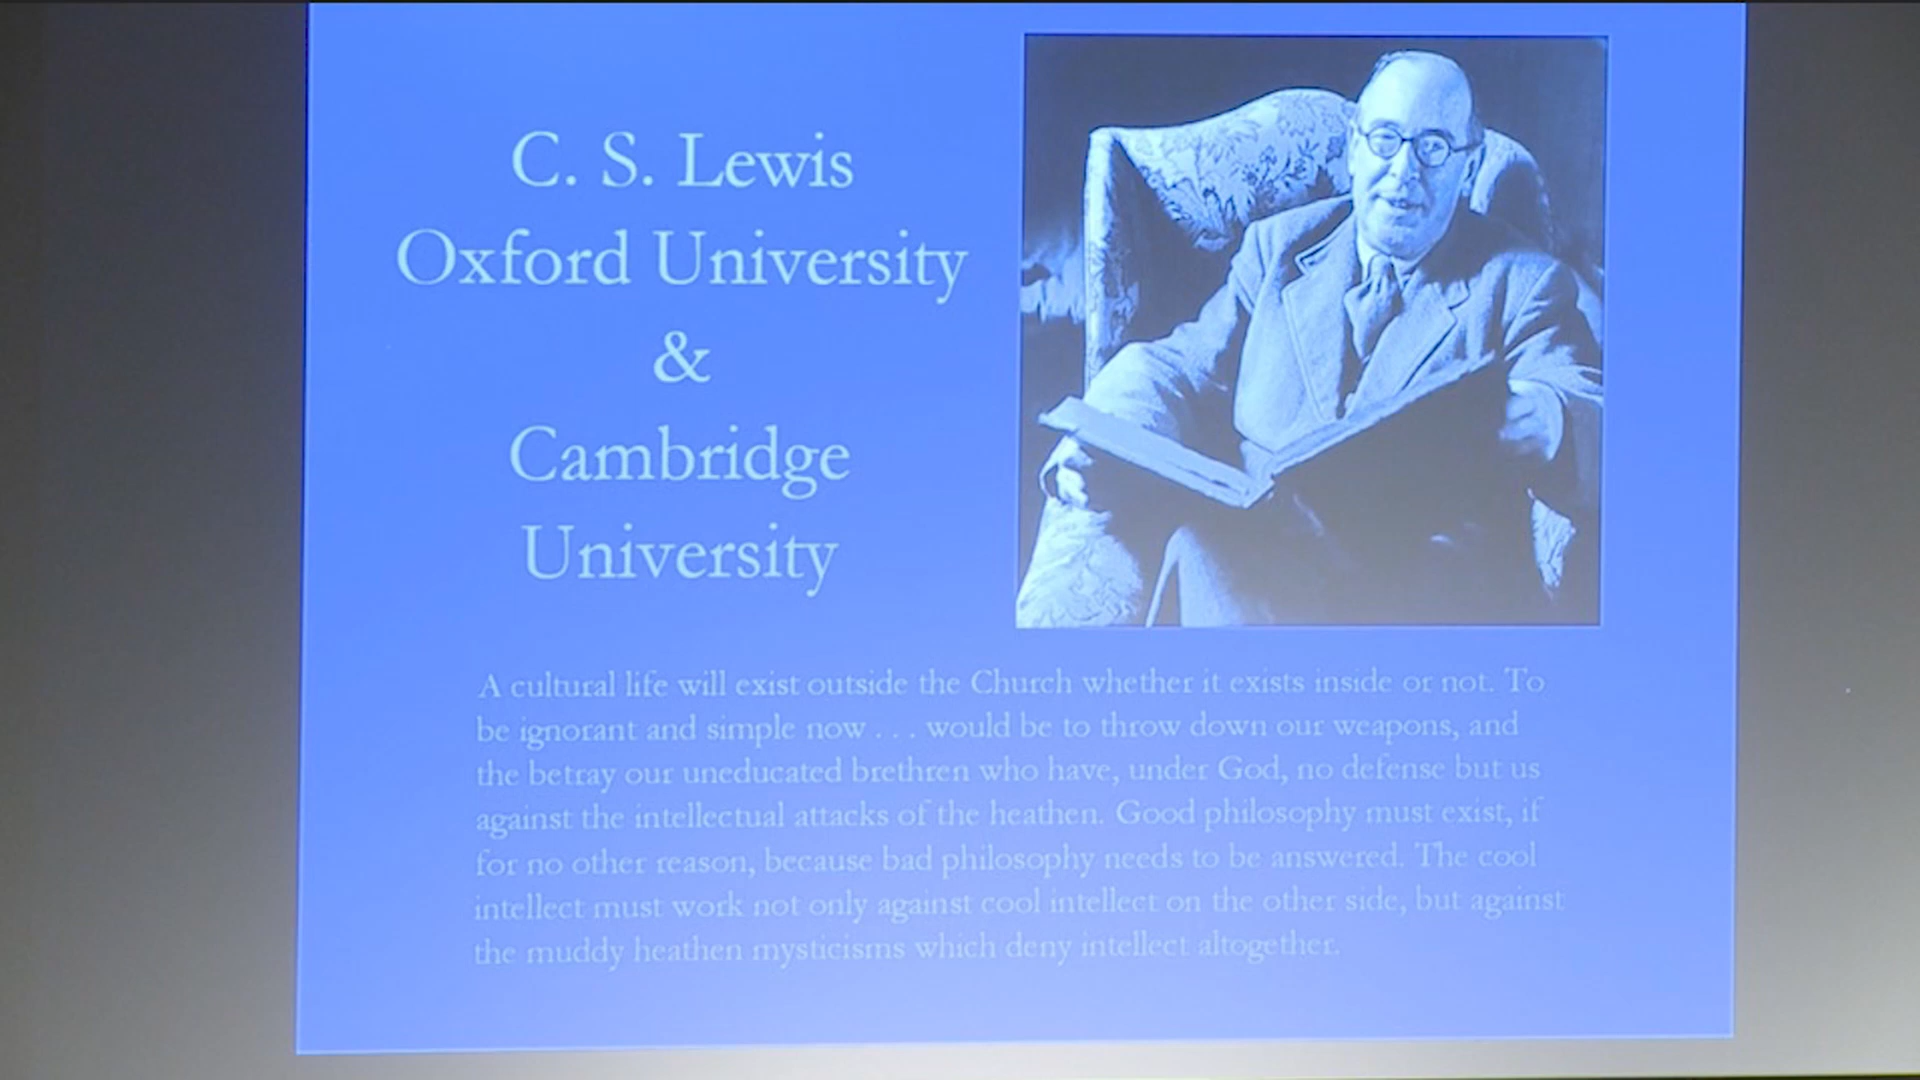 C. S. Lewis
Oxford University
&
Cambridge
University
A cultural life will exist outside the Church whether it exists inside or not. To
be ignorant and simple now . . . would be to throw down our weapons, and
the betray our uneducated brethren who have, under God, no defense but us
against the intellectual attacks of the heathen. Good philosophy must exist, if
for no other reason, because bad philosophy needs to be answered. The cool
intellect must work not only against cool intellect on the other side, but against
the muddy heathen mysticisms which deny intellect altogether.